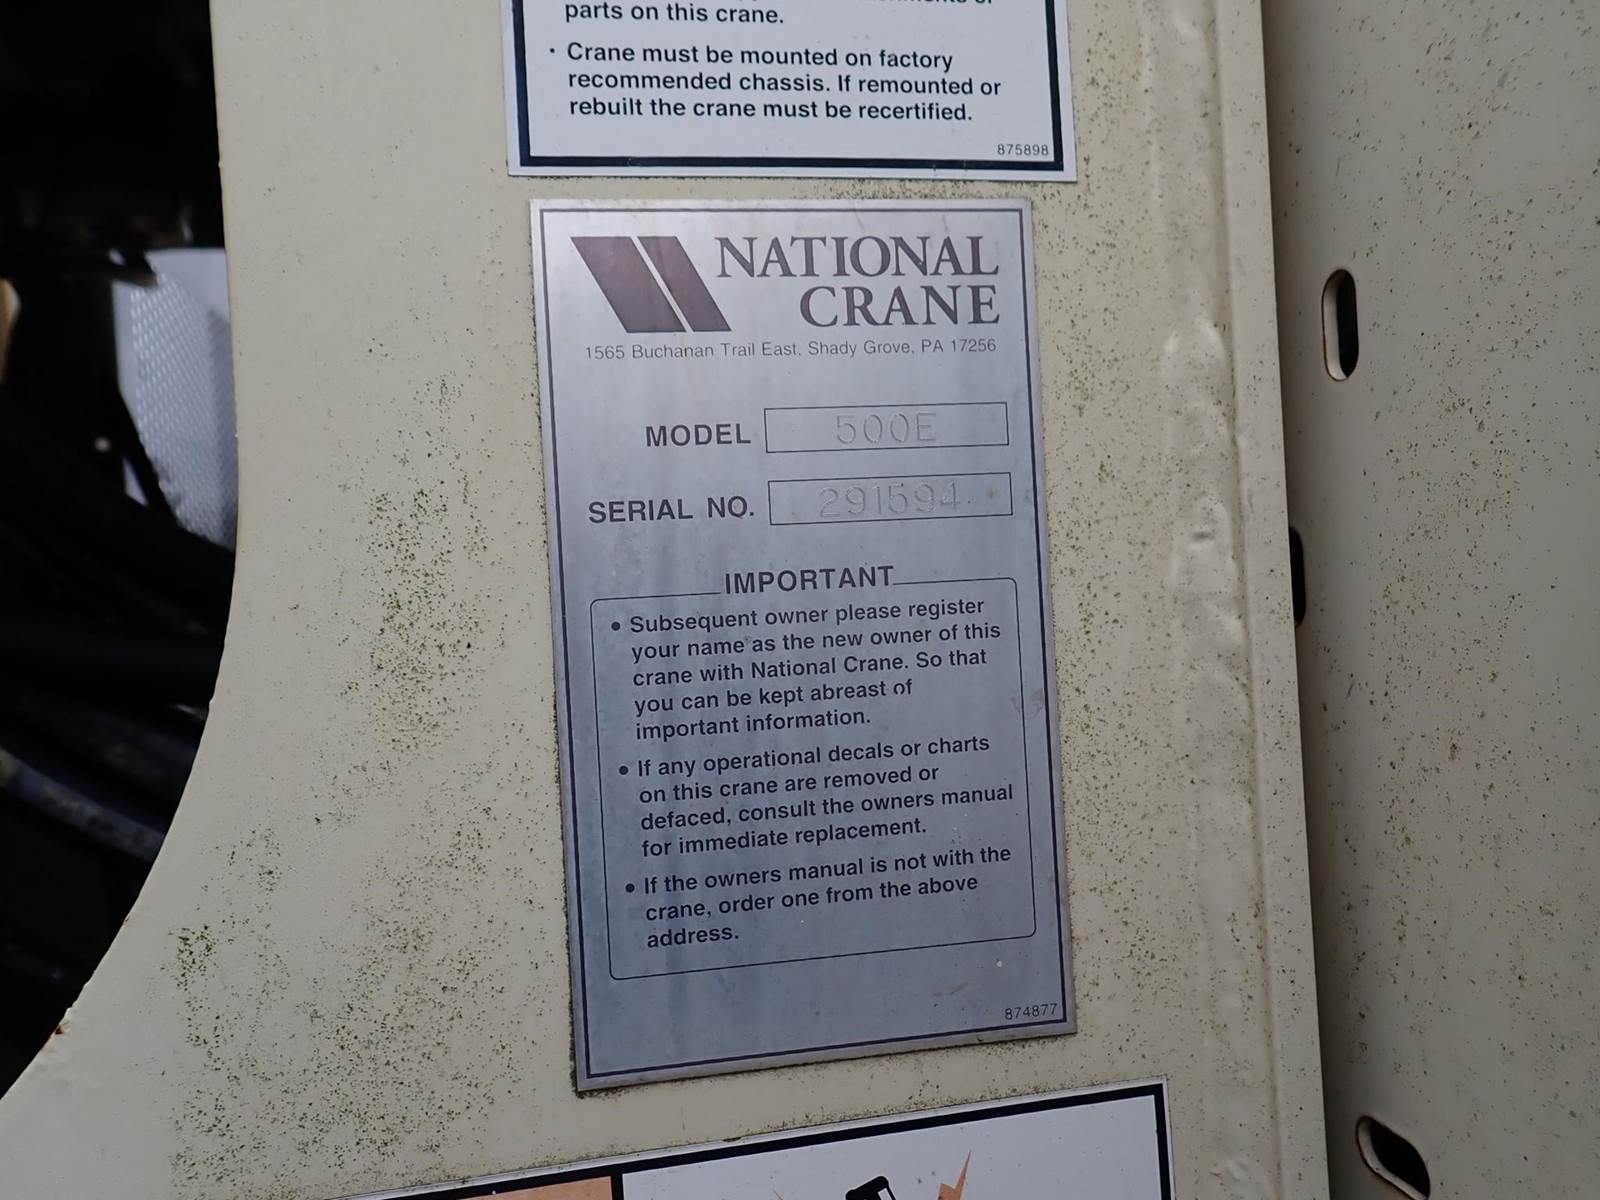 parts on this crane.
· Crane must be mounted on factory
recommended chassis. If remounted or
rebuilt the crane must be recertified.
875898
NATIONAL
CRANE
1565 Buchanan Trail East, Shady Grove, PA 17256
MODEL 500E
SERIAL NO. 291594
IMPORTANT
• Subsequent owner please register
your name as the new owner of this
crane with National Crane. So that
you can be kept abreast of
important information.
• If any operational decals or charts
on this crane are removed or
defaced, consult the owners manual
for immediate replacement.
• If the owners manual is not with the
crane, order one from the above
address.
874877